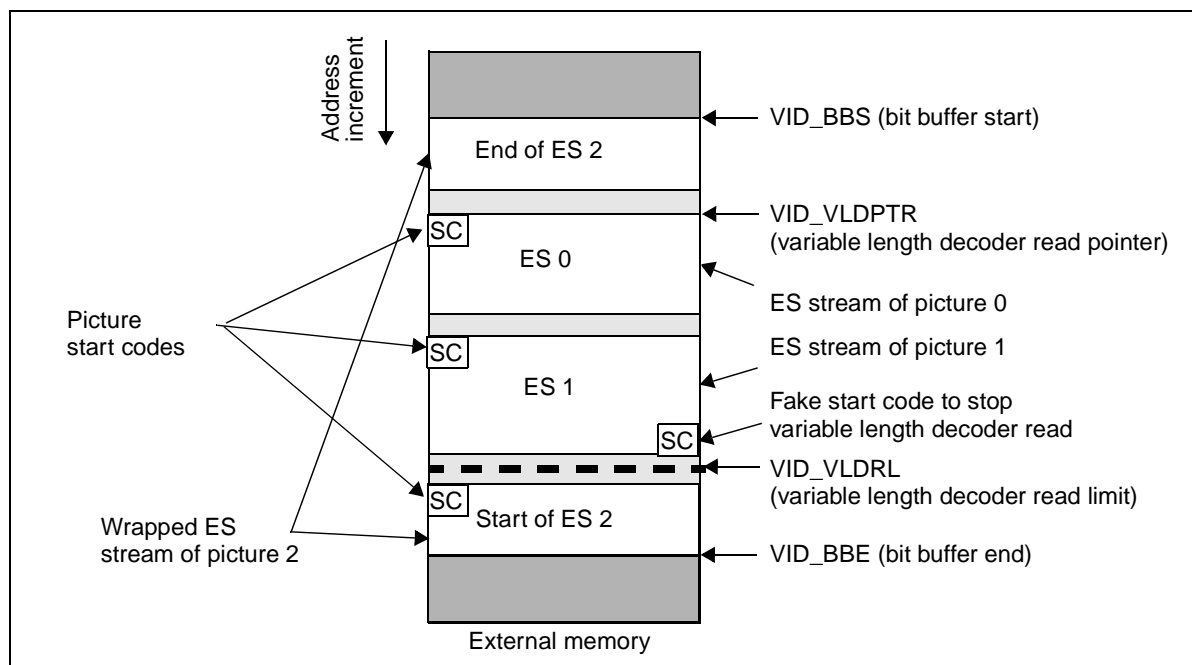 Address
increment
VID_BBS (bit buffer start)
End of ES 2
VID_VLDPTR
(variable length decoder read pointer)
SC
ES 0
ES stream of picture 0
Picture
start codes
SC
ES 1
ES stream of picture 1
Fake start code to stop
variable length decoder read
SC
VID_VLDRL
(variable length decoder read limit)
SC
Start of ES 2
Wrapped ES
stream of picture 2
VID_BBE (bit buffer end)
External memory